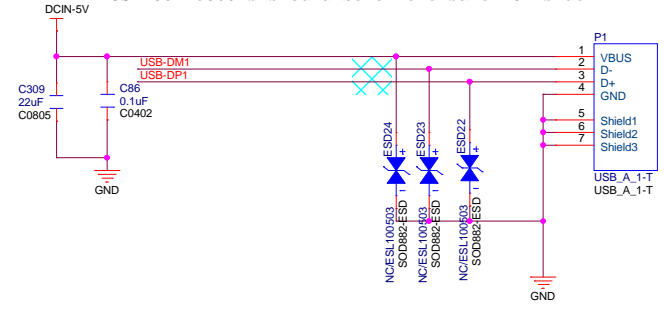 DCIN-5V
P1
1 VBUS
USB-DM1
2 D-
USB-DP1
3 D+
4 GND
C309
22uF
C0805
C86
0.1uF
C0402
5 Shield1
6 Shield2
7 Shield3
USB_A_1-T
USB_A_1-T
ESD24
ESD23
ESD22
+
+
+
NC/ESL100503
SOD882-ESD
NC/ESL100503
SOD882-ESD
NC/ESL100503
SOD882-ESD
GND
GND